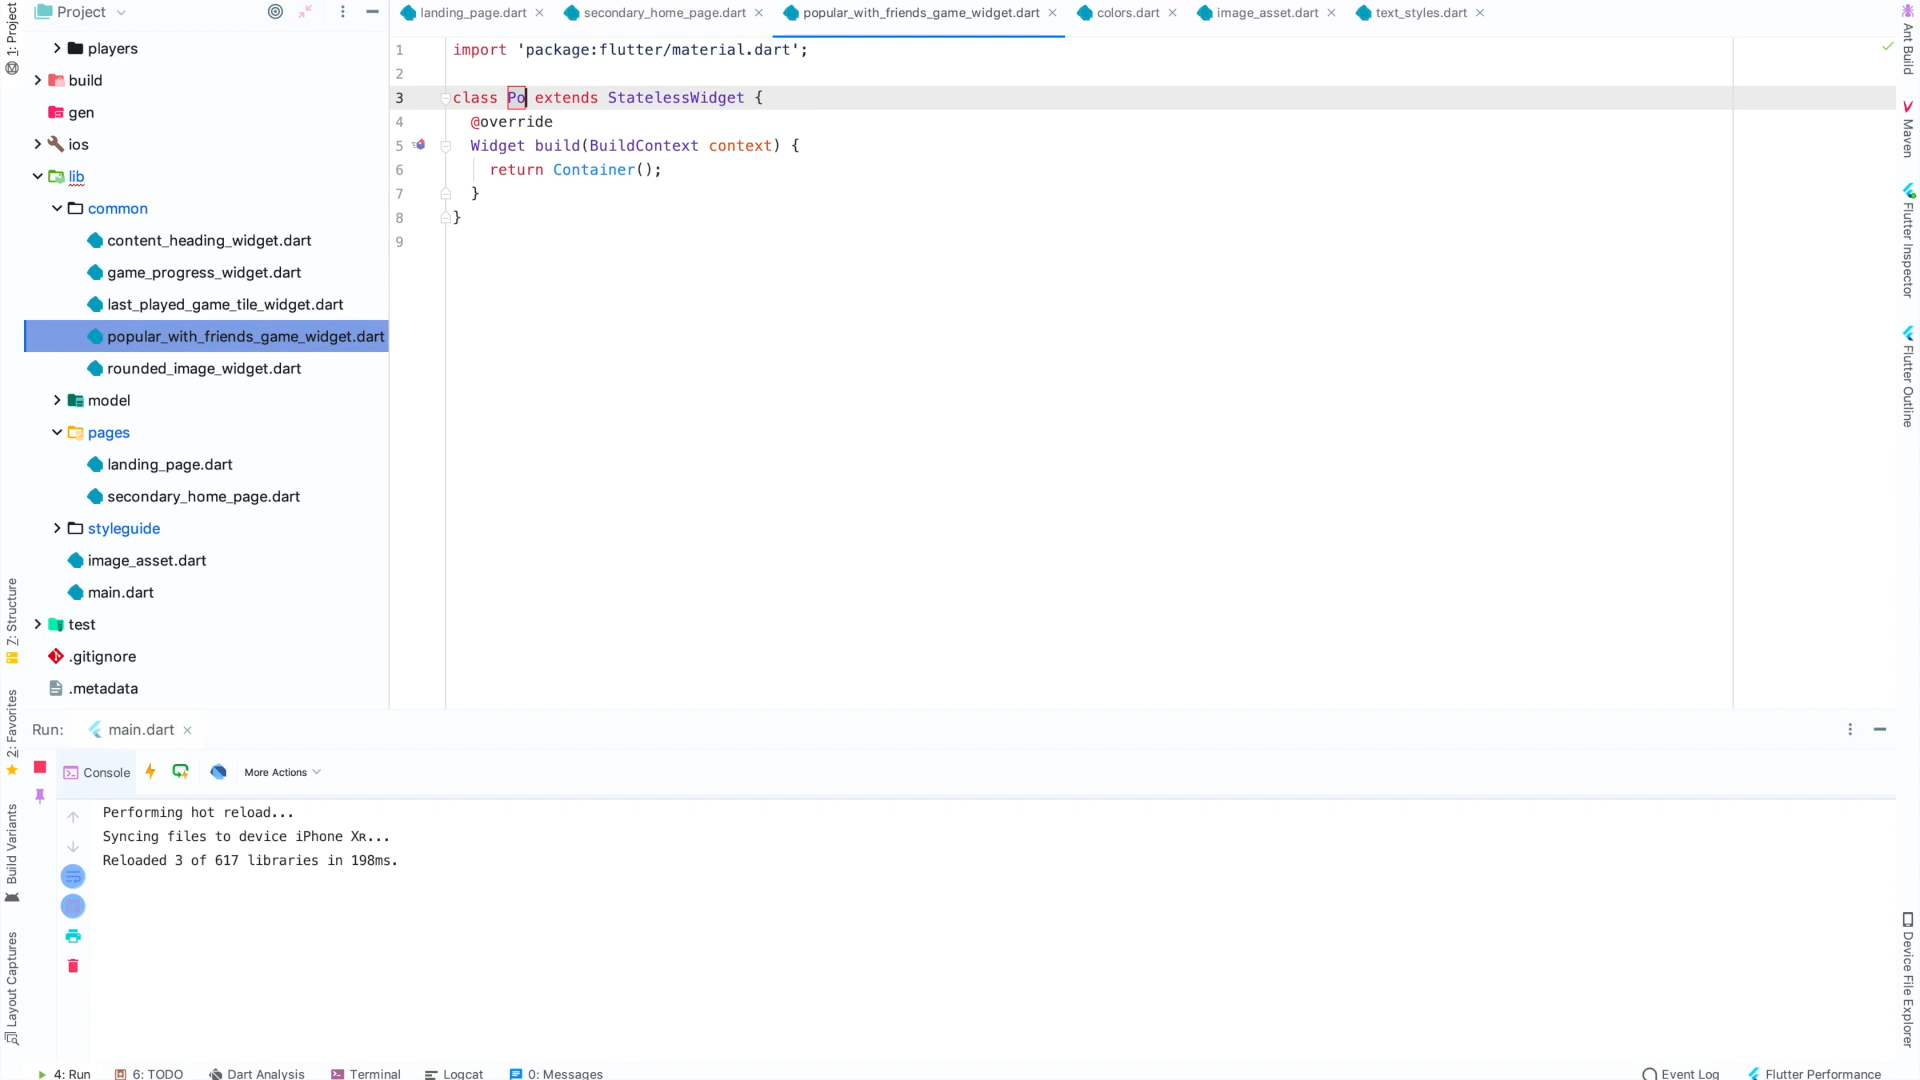 Project
landing_page.dart
secondary_home_page.dart
popular_with_friends_game_widget.dart
colors.dart
image_asset.dart
text_styles.dart
1: Project
players
build
gen
ios
lib
common
content_heading_widget.dart
game_progress_widget.dart
last_played_game_tile_widget.dart
popular_with_friends_game_widget.dart
rounded_image_widget.dart
model
pages
landing_page.dart
secondary_home_page.dart
styleguide
image_asset.dart
main.dart
test
.gitignore
.metadata
1 import 'package:flutter/material.dart';
2
3 class Po extends StatelessWidget {
4 @override
5 Widget build(BuildContext context) {
6 return Container();
7 }
8 }
9
Ant Build
Maven
Flutter Inspector
Flutter Outline
Device File Explorer
Z: Structure
2: Favorites
Build Variants
Layout Captures
Run:
main.dart
Console
More Actions
Performing hot reload...
Syncing files to device iPhone Xʀ...
Reloaded 3 of 617 libraries in 198ms.
4: Run
6: TODO
Dart Analysis
Terminal
Logcat
0: Messages
Event Log
Flutter Performance